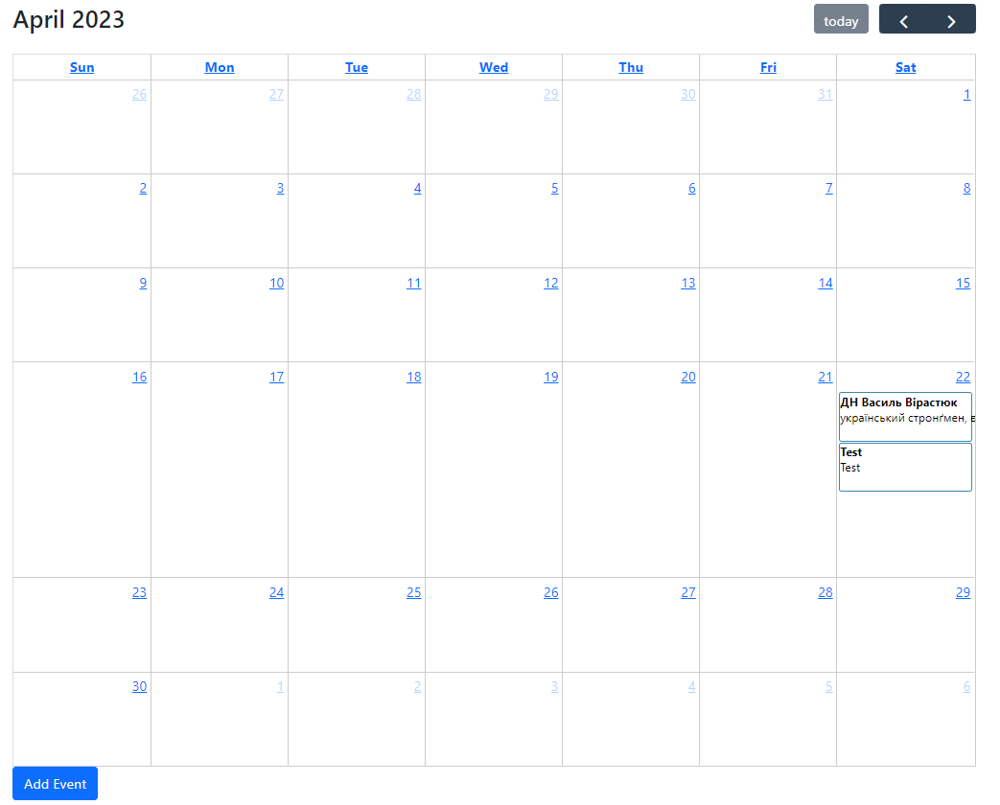 April 2023
today
Sun Mon Tue Wed Thu Fri Sat
26 27 28 29 30 31 1
2 3 4 5 6 7 8
9 10 11 12 13 14 15
16 17 18 19 20 21 22
ДН Василь Вірастюк
український стронґмен, в
Test
Test
23 24 25 26 27 28 29
30 1 2 3 4 5 6
Add Event